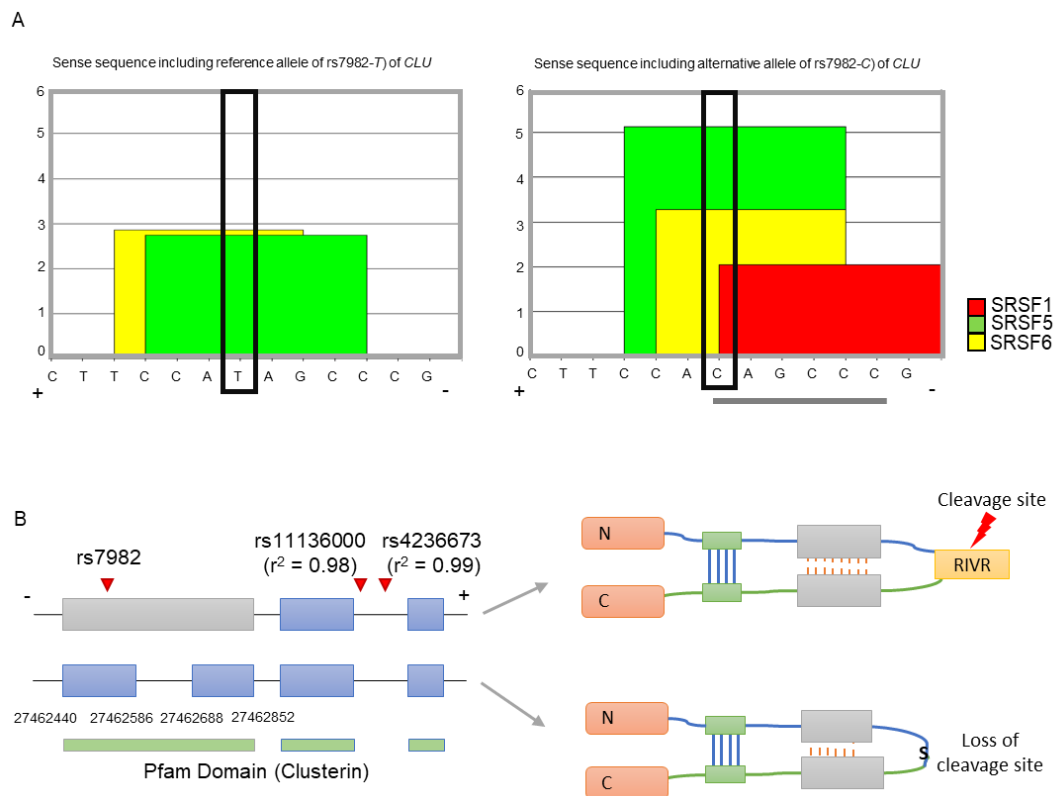 A
Sense sequence including reference allele of rs7982-T) of CLU
Sense sequence including alternative allele of rs7982-C) of CLU
6
5
4
3
2
1
0
C T T C C A T A G C C C G
+ -
6
5
4
3
2
1
0
C T T C C A C A G C C C G
+ -
SRSF1
SRSF5
SRSF6
B
rs7982
rs11136000
(r² = 0.98)
rs4236673
(r² = 0.99)
- +
27462440 27462586 27462688 27462852
Pfam Domain (Clusterin)
Cleavage site
N
RIVR
C
N
S
Loss of
cleavage site
C